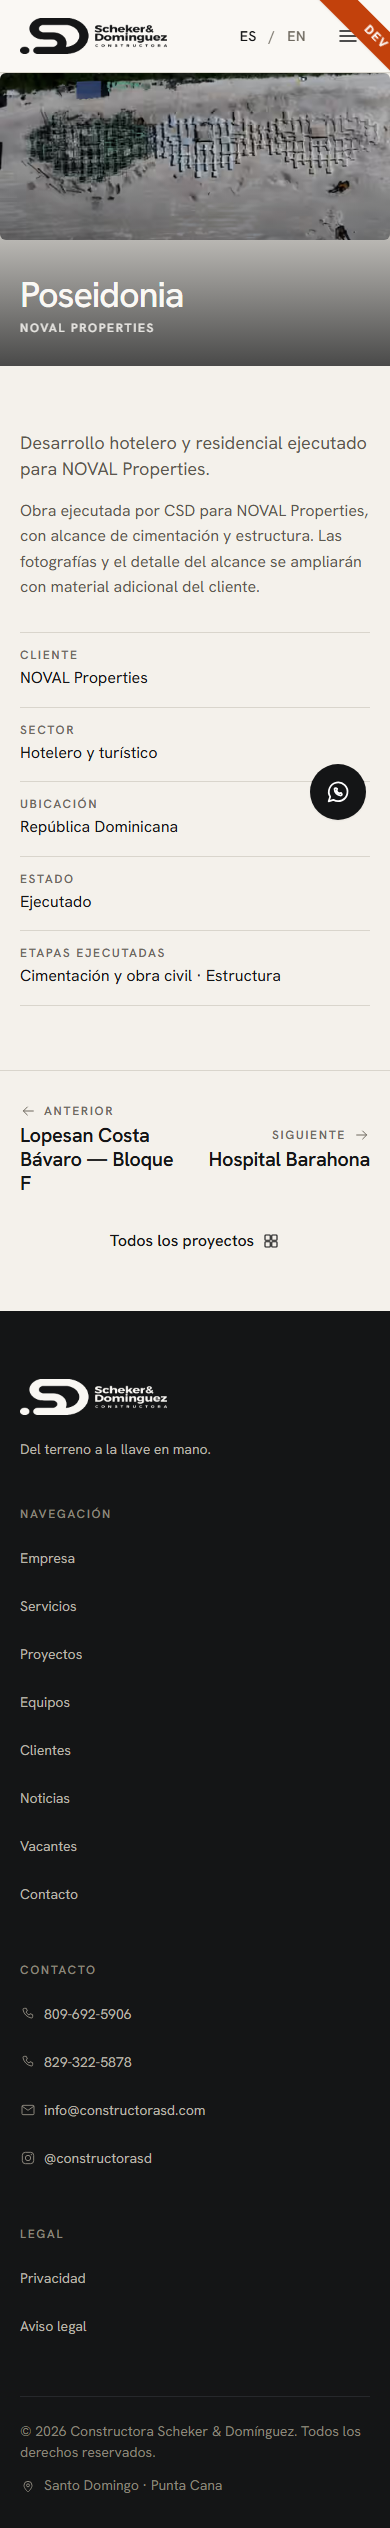 Scheker&
Domínguez
CONSTRUCTORA
ES / EN
DEV
Poseidonia
NOVAL PROPERTIES
Desarrollo hotelero y residencial ejecutado
para NOVAL Properties.
Obra ejecutada por CSD para NOVAL Properties,
con alcance de cimentación y estructura. Las
fotografías y el detalle del alcance se ampliarán
con material adicional del cliente.
CLIENTE
NOVAL Properties
SECTOR
Hotelero y turístico
UBICACIÓN
República Dominicana
ESTADO
Ejecutado
ETAPAS EJECUTADAS
Cimentación y obra civil · Estructura
ANTERIOR
Lopesan Costa
Bávaro — Bloque
F
SIGUIENTE
Hospital Barahona
Todos los proyectos
Scheker&
Domínguez
CONSTRUCTORA
Del terreno a la llave en mano.
NAVEGACIÓN
Empresa
Servicios
Proyectos
Equipos
Clientes
Noticias
Vacantes
Contacto
CONTACTO
809-692-5906
829-322-5878
info@constructorasd.com
@constructorasd
LEGAL
Privacidad
Aviso legal
© 2026 Constructora Scheker & Domínguez. Todos los
derechos reservados.
Santo Domingo · Punta Cana